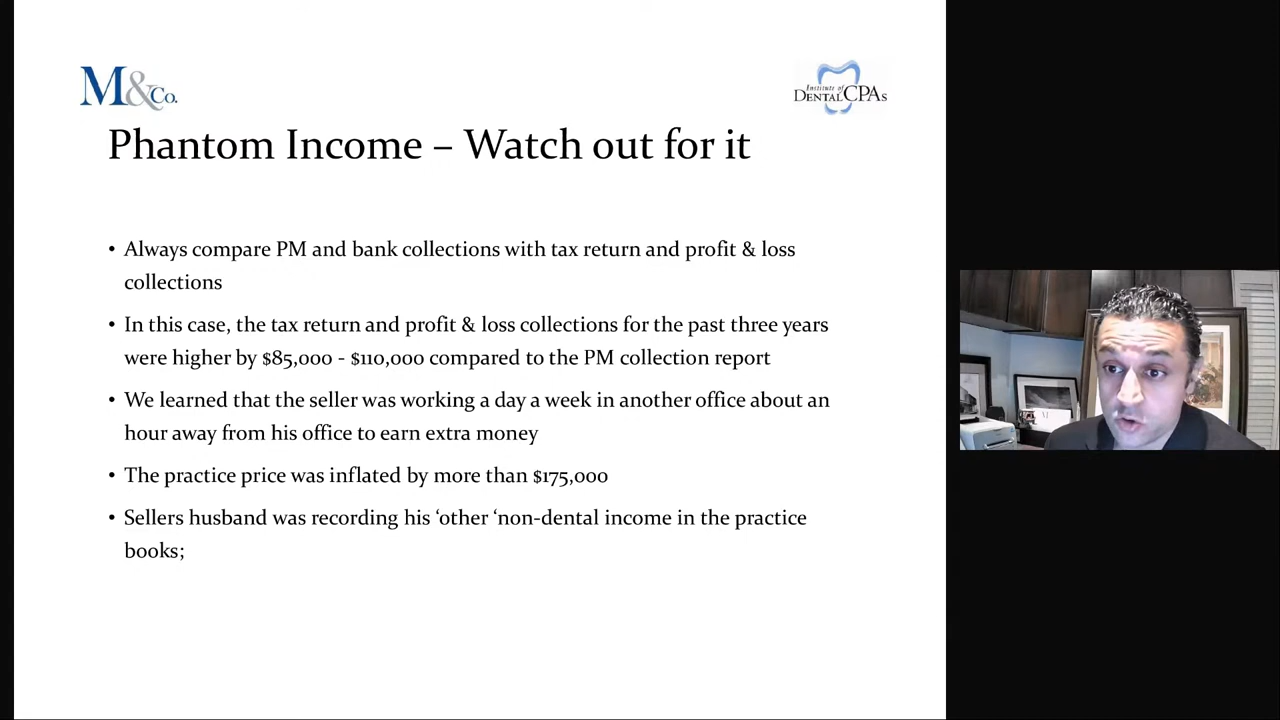 M&Co.
Institute of
DENTAL CPAs
Phantom Income – Watch out for it
• Always compare PM and bank collections with tax return and profit & loss
collections
• In this case, the tax return and profit & loss collections for the past three years
were higher by $85,000 - $110,000 compared to the PM collection report
• We learned that the seller was working a day a week in another office about an
hour away from his office to earn extra money
• The practice price was inflated by more than $175,000
• Sellers husband was recording his ‘other ‘non-dental income in the practice
books;